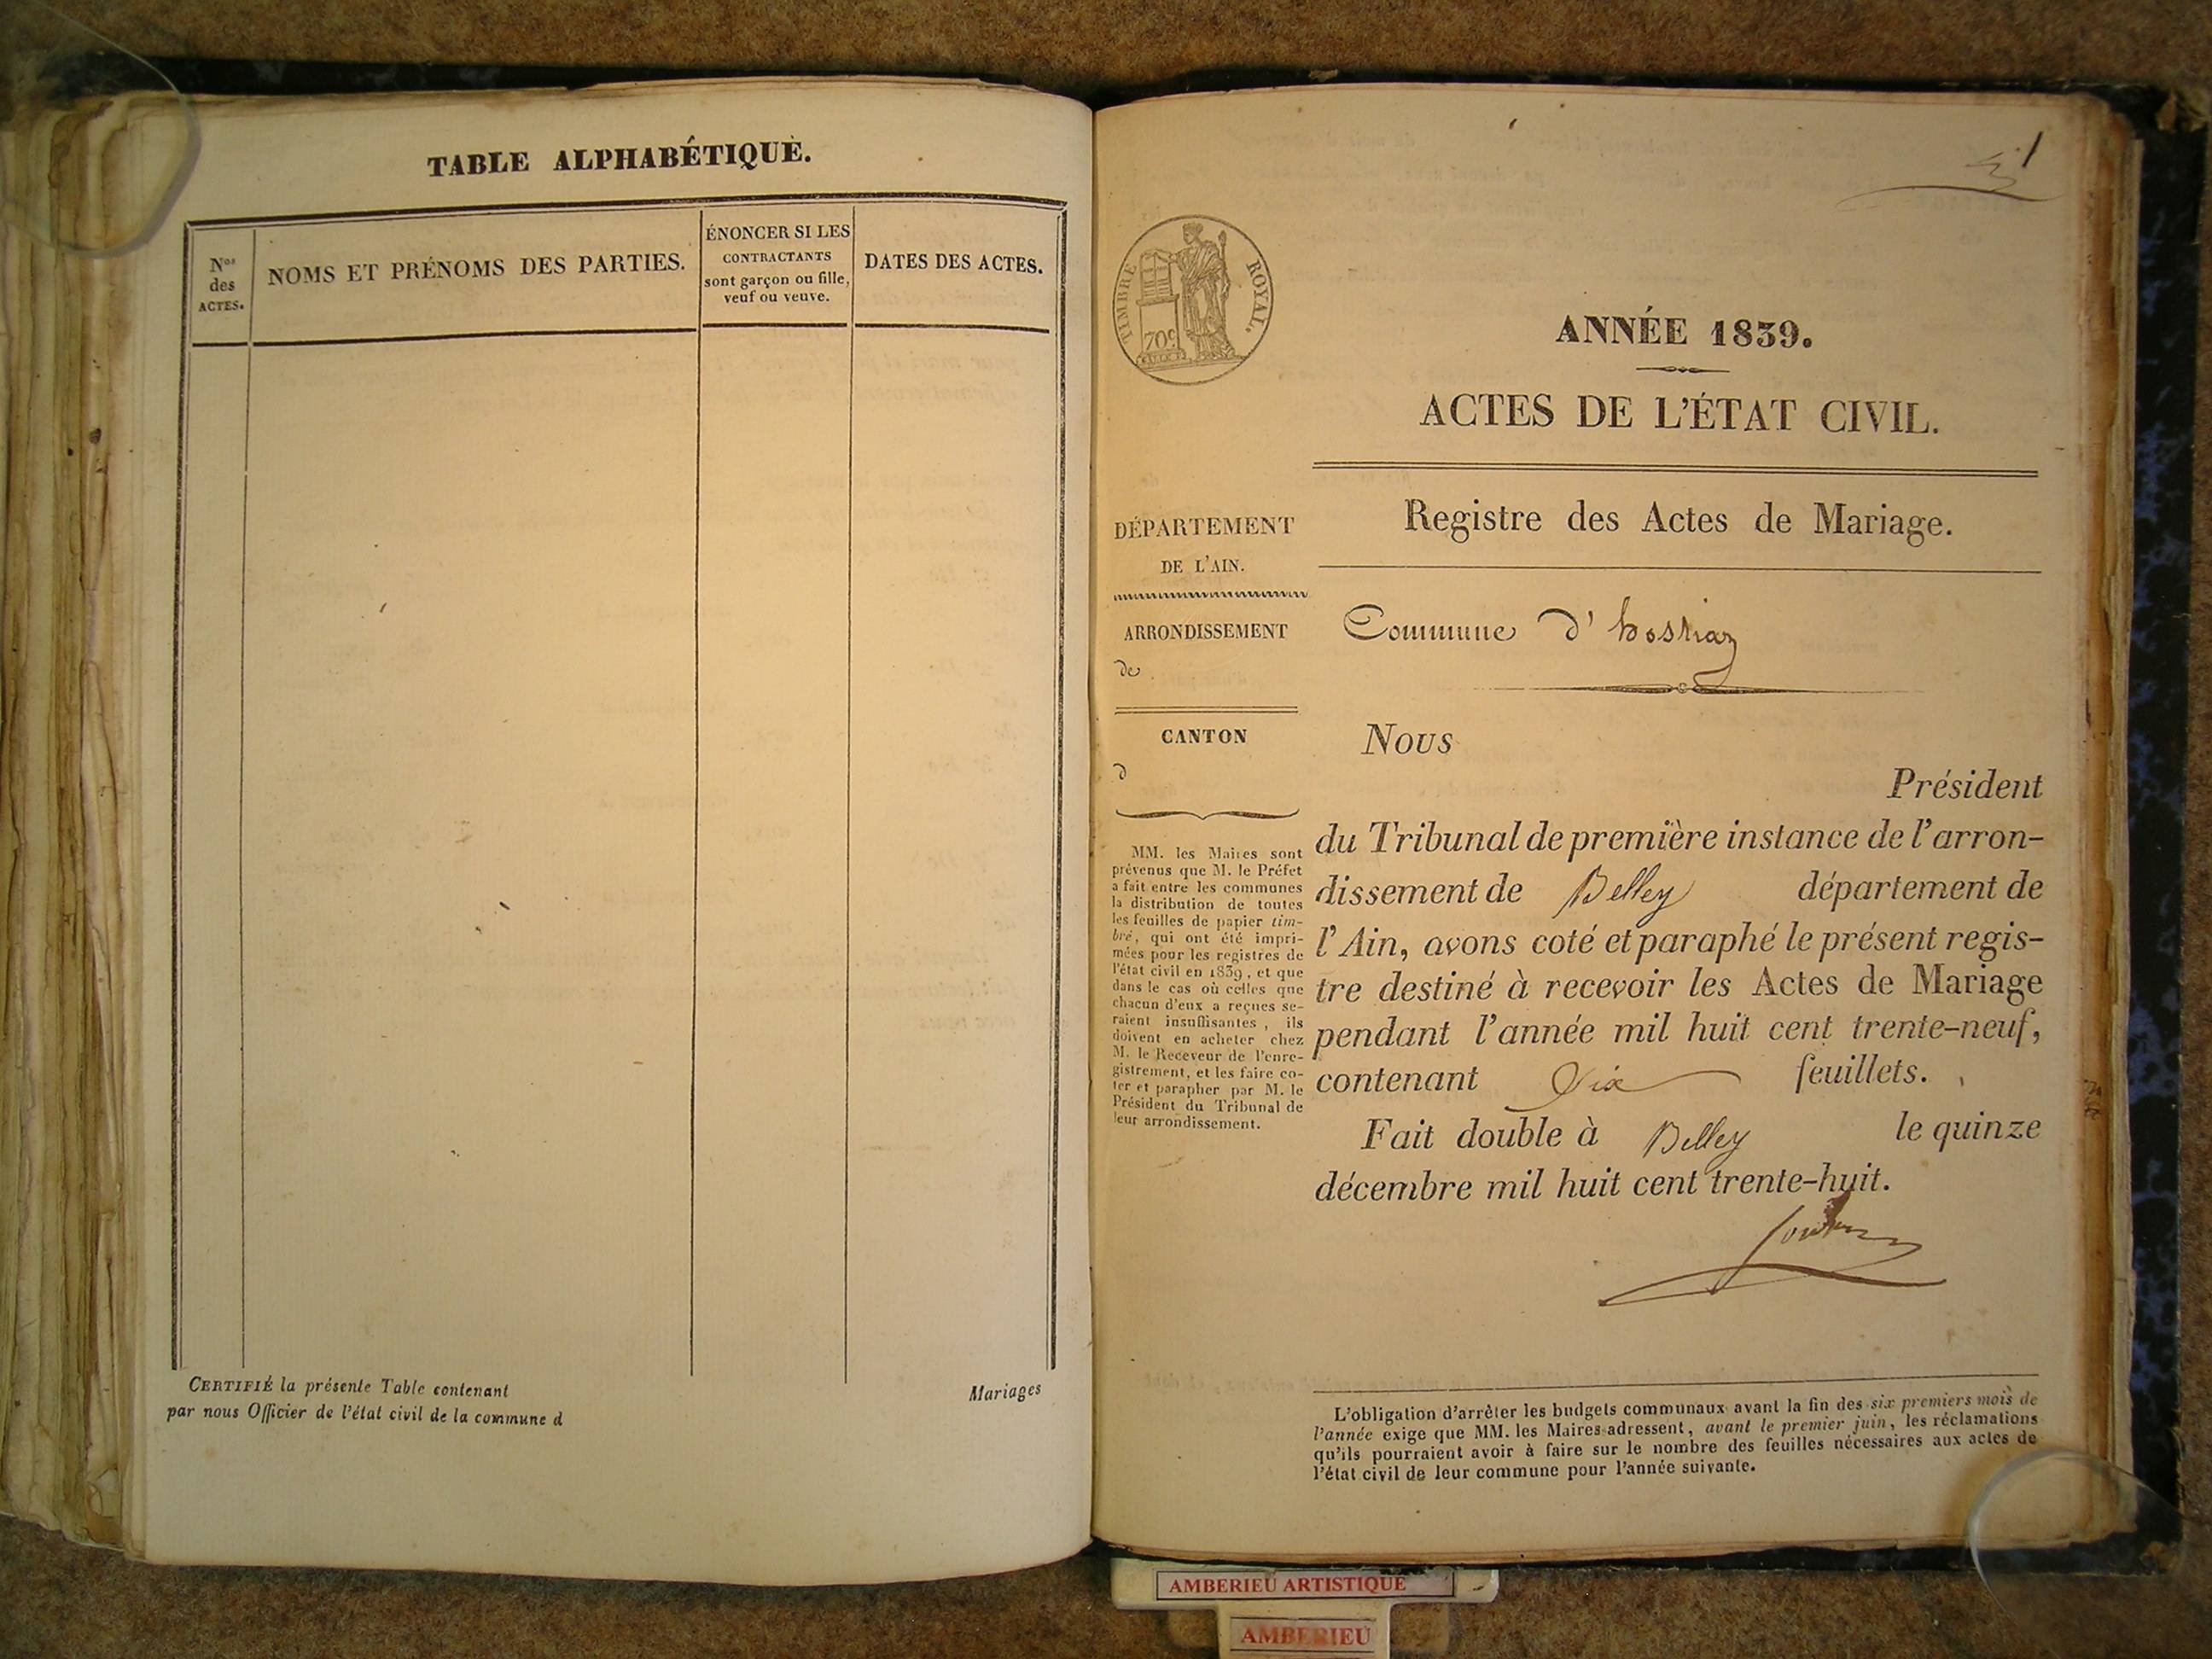 TABLE ALPHABÉTIQUE.
Nos
des
ACTES.
NOMS ET PRÉNOMS DES PARTIES.
ÉNONCER SI LES
CONTRACTANTS
sont garçon ou fille,
veuf ou veuve.
DATES DES ACTES.
CERTIFIÉ la présente Table contenant Mariages
par nous Officier de l'état civil de la commune d
1
TIMBRE ROYAL.
70c
ANNÉE 1839.
ACTES DE L'ÉTAT CIVIL.
Registre des Actes de Mariage.
DÉPARTEMENT
DE L'AIN.
ARRONDISSEMENT
de
CANTON
d
MM. les Maires sont
prévenus que M. le Préfet
a fait entre les communes
la distribution de toutes
les feuilles de papier tim-
bré, qui ont été impri-
mées pour les registres de
l'état civil en 1839, et que
dans le cas où celles que
chacun d'eux a reçues se-
raient insuffisantes, ils
doivent en acheter chez
M. le Receveur de l'enre-
gistrement, et les faire co-
ter et parapher par M. le
Président du Tribunal de
leur arrondissement.
Commune d'hostiaz
Nous
Président
du Tribunal de première instance de l'arron-
dissement de Belley département de
l'Ain, avons coté et paraphé le présent regis-
tre destiné à recevoir les Actes de Mariage
pendant l'année mil huit cent trente-neuf,
contenant Six feuillets.
Fait double à Belley le quinze
décembre mil huit cent trente-huit.
L'obligation d'arrêter les budgets communaux avant la fin des six premiers mois de
l'année exige que MM. les Maires adressent, avant le premier juin, les réclamations
qu'ils pourraient avoir à faire sur le nombre des feuilles nécessaires aux actes de
l'état civil de leur commune pour l'année suivante.
AMBERIEU ARTISTIQUE
AMBERIEU